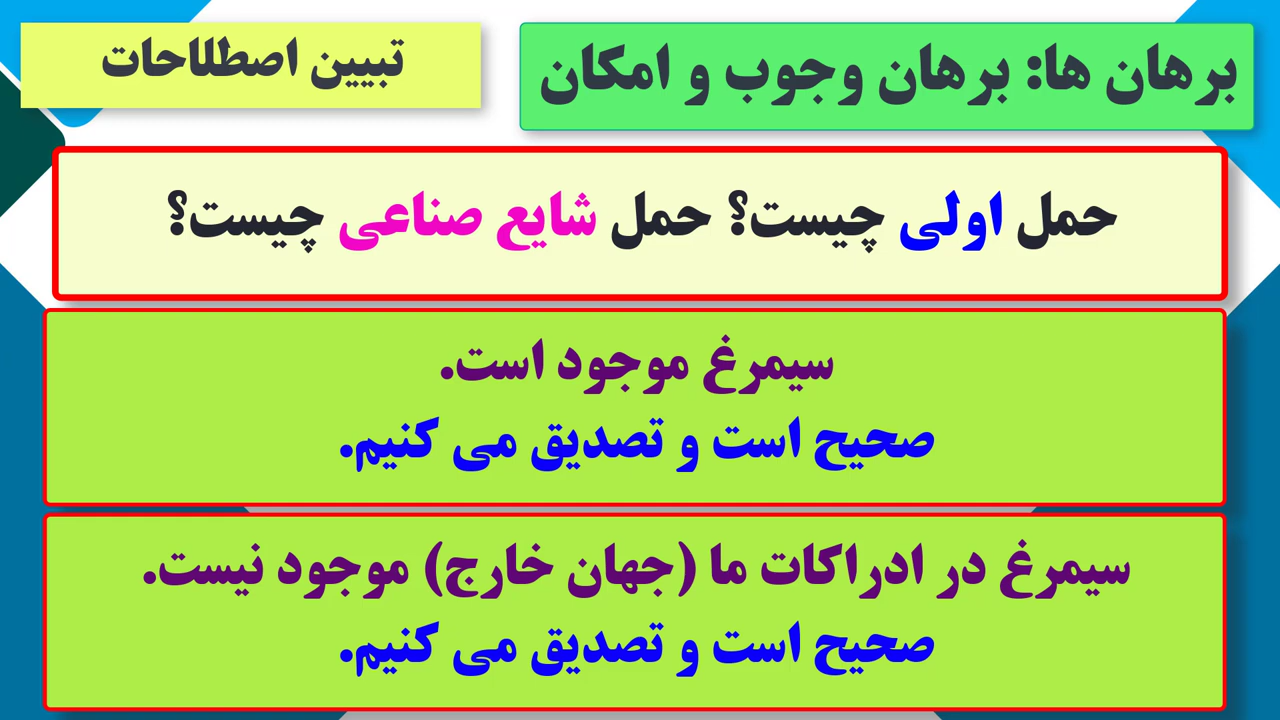 برهان ها: برهان وجوب و امکان
تبیین اصطلاحات
حمل اولی چیست؟ حمل شایع صناعی چیست؟
سیمرغ موجود است.
صحیح است و تصدیق می کنیم.
سیمرغ در ادراکات ما (جهان خارج) موجود نیست.
صحیح است و تصدیق می کنیم.